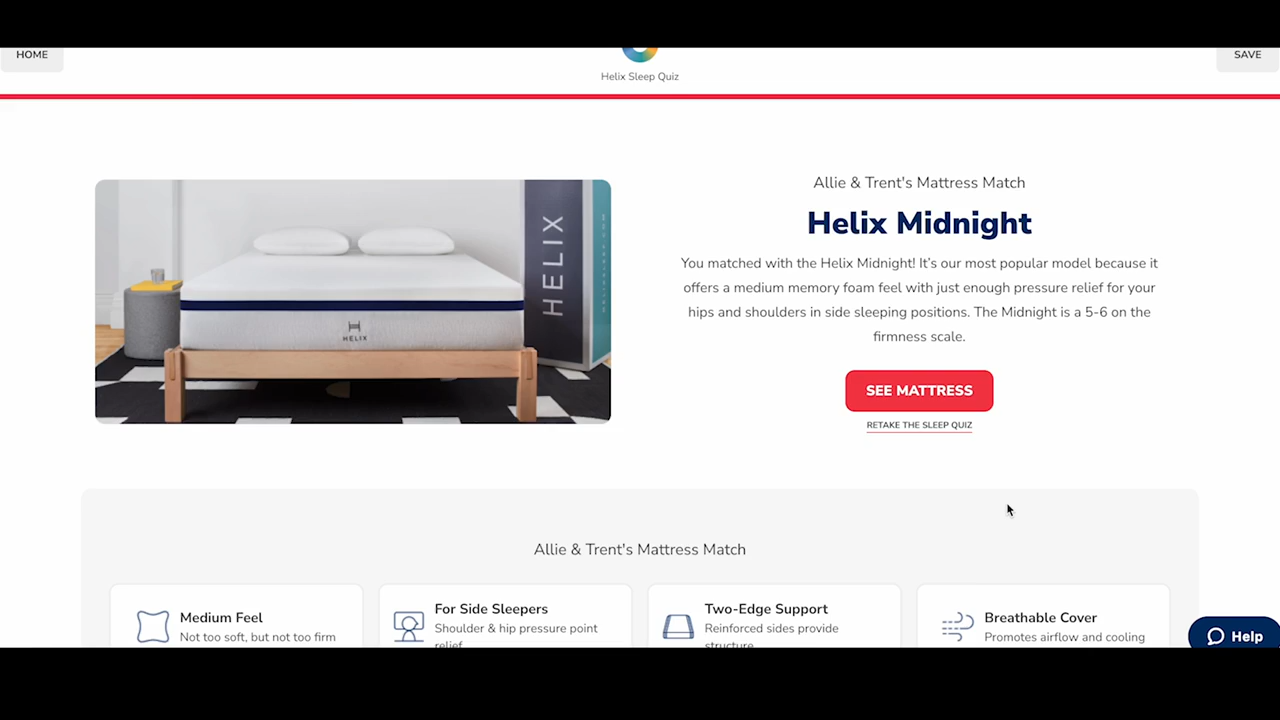 HOME
SAVE
Helix Sleep Quiz
HELIX
HELIX
Allie & Trent's Mattress Match
Helix Midnight
You matched with the Helix Midnight! It's our most popular model because it
offers a medium memory foam feel with just enough pressure relief for your
hips and shoulders in side sleeping positions. The Midnight is a 5-6 on the
firmness scale.
SEE MATTRESS
RETAKE THE SLEEP QUIZ
Allie & Trent's Mattress Match
Medium Feel
Not too soft, but not too firm
For Side Sleepers
Shoulder & hip pressure point
relief
Two-Edge Support
Reinforced sides provide
structure
Breathable Cover
Promotes airflow and cooling
Help